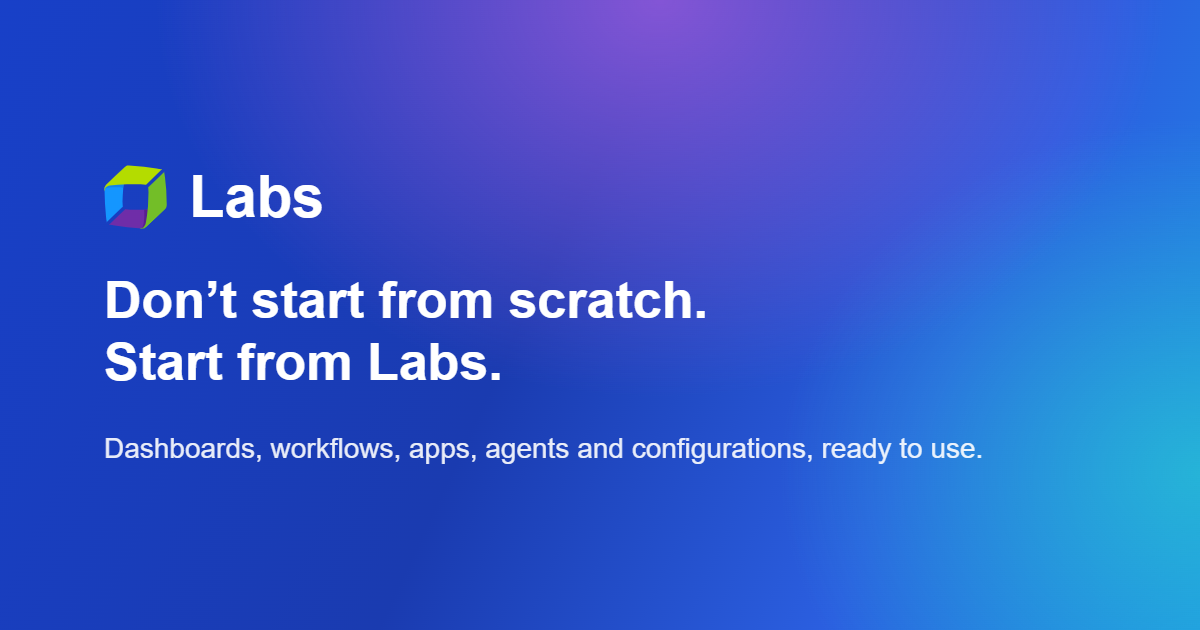 Labs
Don’t start from scratch.
Start from Labs.
Dashboards, workflows, apps, agents and configurations, ready to use.